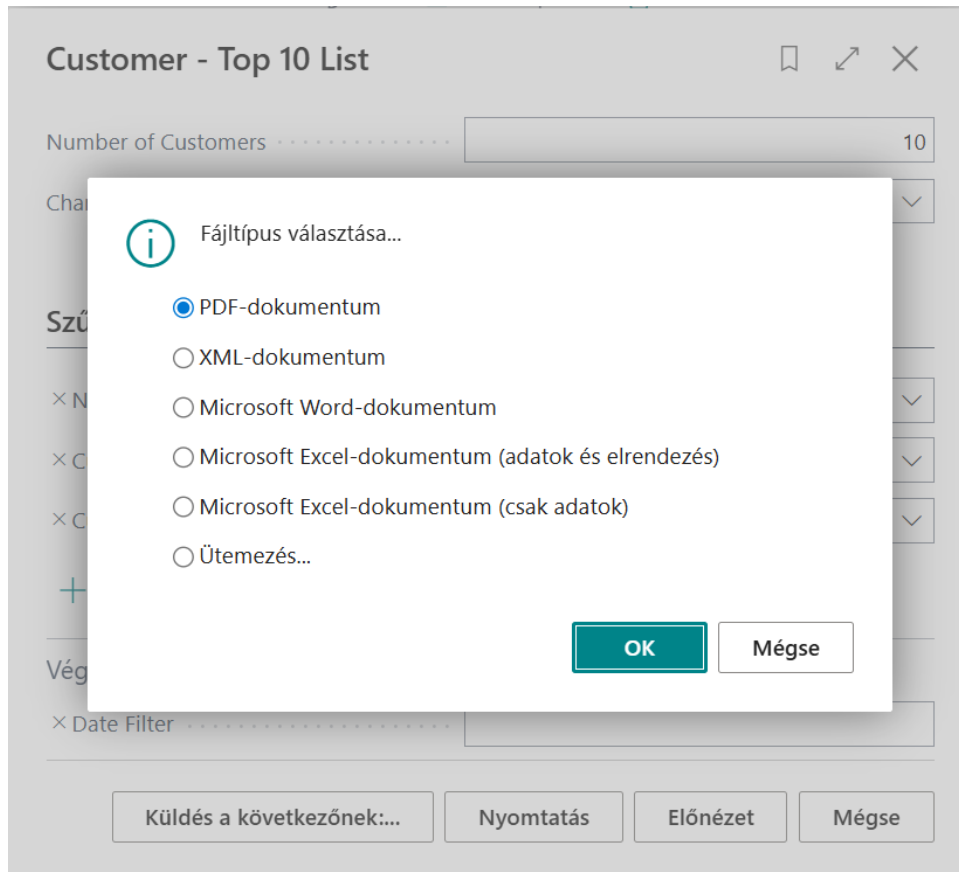 Customer - Top 10 List
Number of Customers 10
Fájltípus választása...
PDF-dokumentum
XML-dokumentum
Microsoft Word-dokumentum
Microsoft Excel-dokumentum (adatok és elrendezés)
Microsoft Excel-dokumentum (csak adatok)
Ütemezés...
OK Mégse
Date Filter
Küldés a következőnek:... Nyomtatás Előnézet Mégse